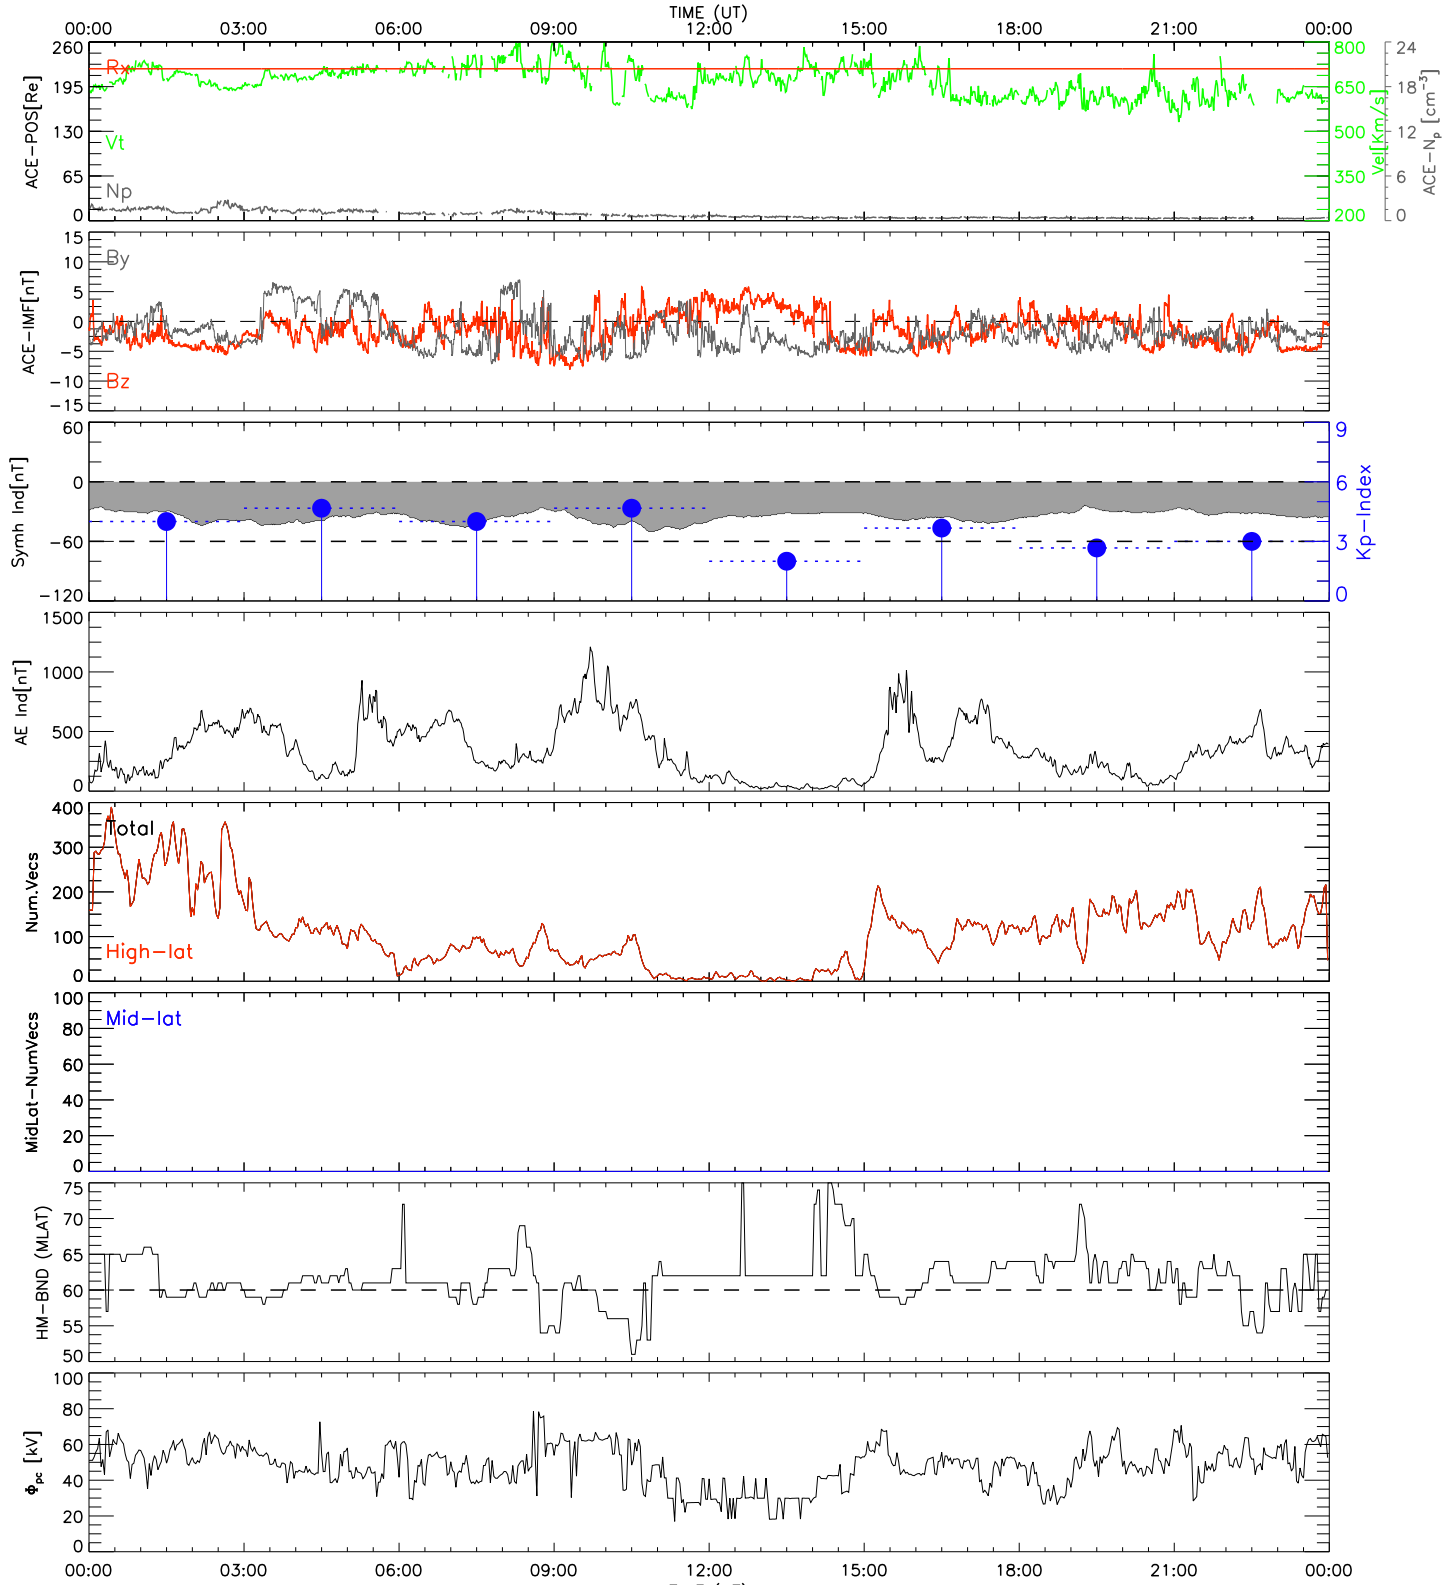 TIME (UT)
00:00 03:00 06:00 09:00 12:00 15:00 18:00 21:00 00:00
260 195 130 65 0
ACE-POS[Re]
Rx
Vt
Np
800 650 500 350 200
Vel[Km/s]
24 18 12 6 0
ACE-Np [cm-3]
15 10 5 0 -5 -10 -15
ACE-IMF[nT]
By
Bz
60 0 -60 -120
Symh Ind[nT]
9 6 3 0
Kp-Index
1500 1000 500 0
AE Ind[nT]
400 300 200 100 0
Num.Vecs
Total
High-lat
100 80 60 40 20 0
MidLat-NumVecs
Mid-lat
75 70 65 60 55 50
HM-BND (MLAT)
100 80 60 40 20 0
Φpc [kV]
00:00 03:00 06:00 09:00 12:00 15:00 18:00 21:00 00:00